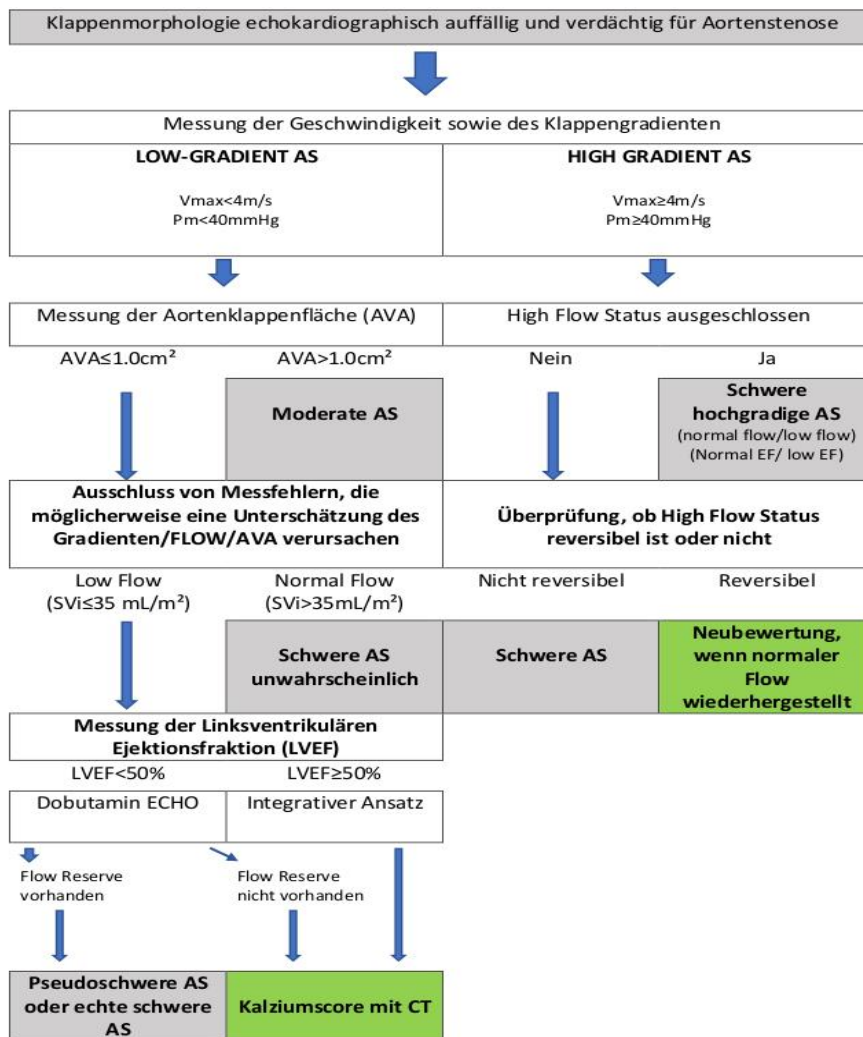 Klappenmorphologie echokardiographisch auffällig und verdächtig für Aortenstenose
Messung der Geschwindigkeit sowie des Klappengradienten
LOW-GRADIENT AS
Vmax<4m/s
Pm<40mmHg
HIGH GRADIENT AS
Vmax≥4m/s
Pm≥40mmHg
Messung der Aortenklappenfläche (AVA)
High Flow Status ausgeschlossen
AVA≤1.0cm²
AVA>1.0cm²
Nein
Ja
Moderate AS
Schwere
hochgradige AS
(normal flow/low flow)
(Normal EF/ low EF)
Ausschluss von Messfehlern, die
möglicherweise eine Unterschätzung des
Gradienten/FLOW/AVA verursachen
Überprüfung, ob High Flow Status
reversibel ist oder nicht
Low Flow
(SVi≤35 mL/m²)
Normal Flow
(SVi>35mL/m²)
Nicht reversibel
Reversibel
Schwere AS
unwahrscheinlich
Schwere AS
Neubewertung,
wenn normaler
Flow
wiederhergestellt
Messung der Linksventrikulären
Ejektionsfraktion (LVEF)
LVEF<50%
LVEF≥50%
Dobutamin ECHO
Integrativer Ansatz
Flow Reserve
vorhanden
Flow Reserve
nicht vorhanden
Pseudoschwere AS
oder echte schwere
AS
Kalziumscore mit CT